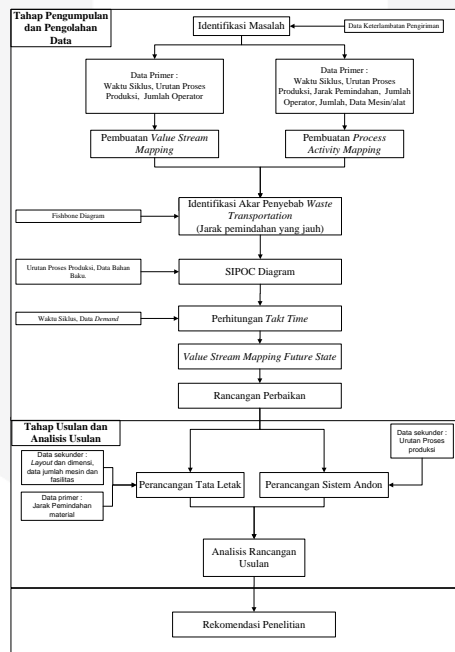 Tahap Pengumpulan
dan Pengolahan
Data
Identifikasi Masalah
Data Keterlambatan Pengiriman
Data Primer :
Waktu Siklus, Urutan Proses
Produksi, Jumlah Operator
Data Primer :
Waktu Siklus, Urutan Proses
Produksi, Jarak Pemindahan, Jumlah
Operator, Jumlah, Data Mesin/alat
Pembuatan Value Stream
Mapping
Pembuatan Process
Activity Mapping
Fishbone Diagram
Identifikasi Akar Penyebab Waste
Transportation
(Jarak pemindahan yang jauh)
Urutan Proses Produksi, Data Bahan
Baku.
SIPOC Diagram
Waktu Siklus, Data Demand
Perhitungan Takt Time
Value Stream Mapping Future State
Rancangan Perbaikan
Tahap Usulan dan
Analisis Usulan
Data sekunder :
Layout dan dimensi,
data jumlah mesin dan
fasilitas
Data primer :
Jarak Pemindahan
material
Data sekunder :
Urutan Proses
produksi
Perancangan Tata Letak
Perancangan Sistem Andon
Analisis Rancangan
Usulan
Rekomendasi Penelitian